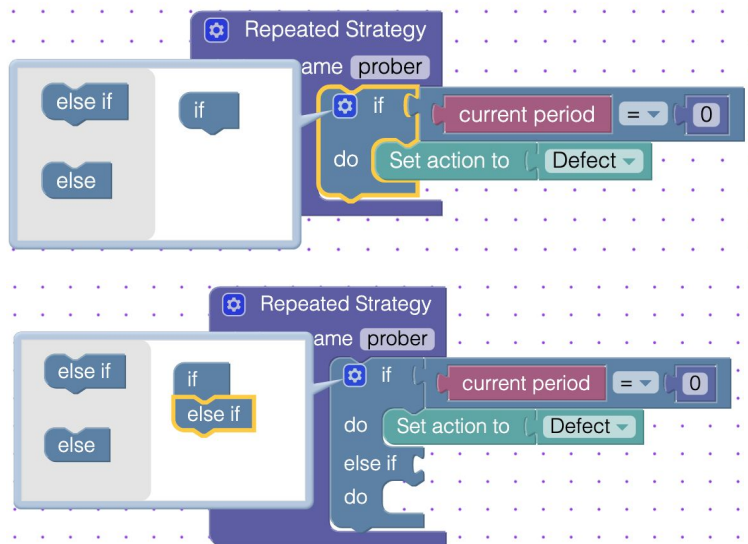 Repeated Strategy
ame prober
else if if if current period = 0
else do Set action to Defect
Repeated Strategy
ame prober
else if if if current period = 0
else if
else do Set action to Defect
else if
do